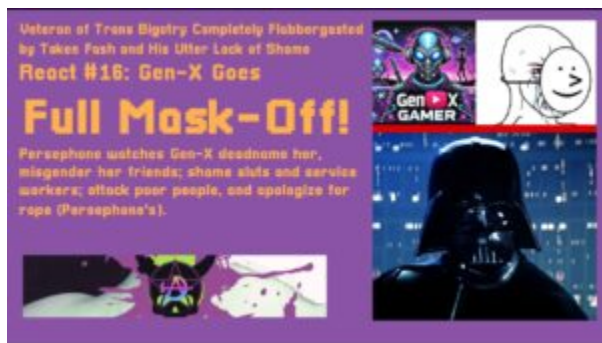 Veteran of Trans Bigotry Completely Flabbergasted
by Token Fash and His Utter Lack of Shame
React #16: Gen-X Goes
Full Mask-Off!
Persephone watches Gen-X deadname her,
misgender her friends; shame sluts and service
workers; attack poor people, and apologize for
rape (Persephone's).
Gen X
GAMER